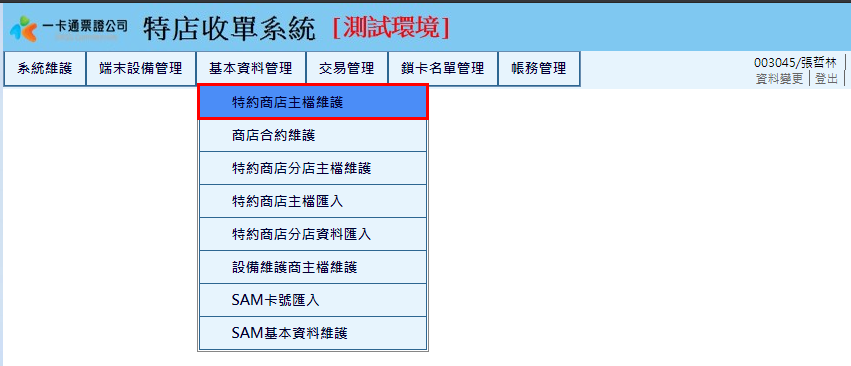 一卡通票證公司 特店收單系統 [測試環境]
系統維護 端末設備管理 基本資料管理 交易管理 鎖卡名單管理 帳務管理
003045/張哲林
資料變更 | 登出
特約商店主檔維護
商店合約維護
特約商店分店主檔維護
特約商店主檔匯入
特約商店分店資料匯入
設備維護商主檔維護
SAM卡號匯入
SAM基本資料維護